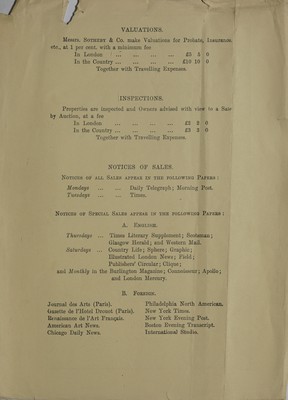 VALUATIONS.
Messrs. SOTHEBY & Co. make Valuations for Probate, Insurance,
etc., at 1 per cent. with a minimum fee
In London ... ... ... ... £5 5 0
In the Country ... ... ... ... £10 10 0
Together with Travelling Expenses.
INSPECTIONS.
Properties are inspected and Owners advised with view to a Sale
by Auction, at a fee
In London ... ... ... ... £2 2 0
In the Country ... ... ... ... £5 5 0
Together with Travelling Expenses.
NOTICES OF SALES.
NOTICES OF ALL SALES APPEAR IN THE FOLLOWING PAPERS :
Mondays ... ... Daily Telegraph; Morning Post.
Tuesdays ... ... Times.
NOTICES OF SPECIAL SALES APPEAR IN THE FOLLOWING PAPERS :
A. ENGLISH.
Thursdays ... Times Literary Supplement; Scotsman;
Glasgow Herald; and Western Mail.
Saturdays ... Country Life; Sphere; Graphic;
Illustrated London News; Field;
Publishers' Circular; Clique;
and Monthly in the Burlington Magazine; Connoisseur; Apollo;
and London Mercury.
B. FOREIGN.
Journal des Arts (Paris). Philadelphia North American.
Gazette de l'Hotel Drouot (Paris). New York Times.
Renaissance de l'Art Français. New York Evening Post.
American Art News. Boston Evening Transcript.
Chicago Daily News. International Studio.